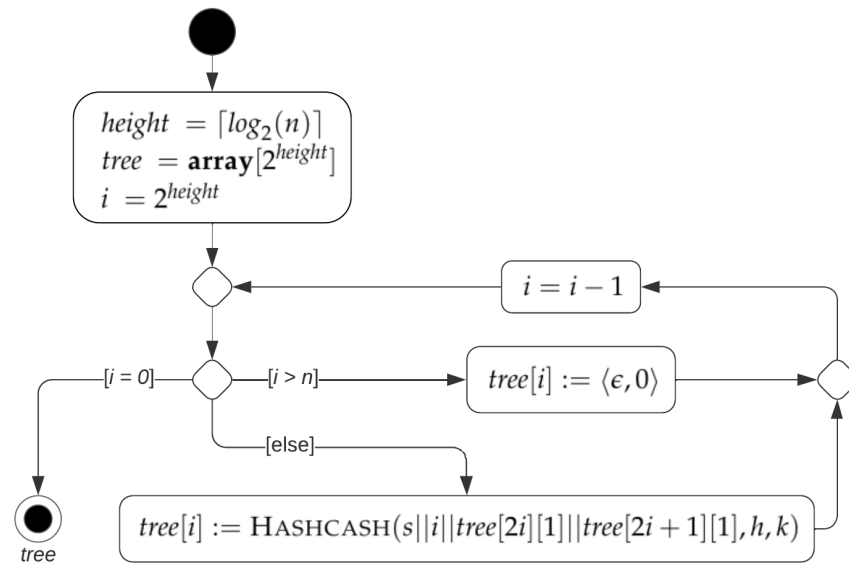 height = ⌈log₂(n)⌉
tree = array[2^height]
i = 2^height
i = i − 1
[i = 0]
[i > n]
tree[i] := ⟨ϵ, 0⟩
[else]
tree[i] := HASHCASH(s||i||tree[2i][1]||tree[2i + 1][1], h, k)
tree